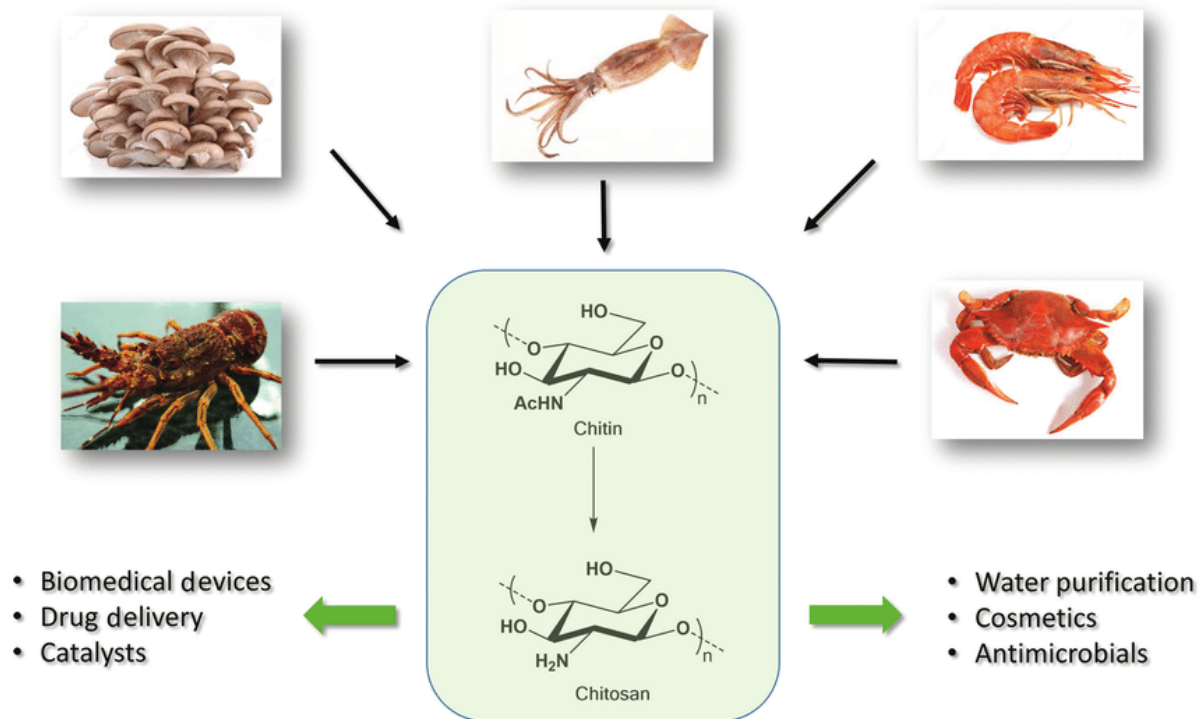 HO
O
O
HO
O
n
AcHN
Chitin
HO
O
O
HO
O
n
H₂N
Chitosan
• Biomedical devices
• Drug delivery
• Catalysts
• Water purification
• Cosmetics
• Antimicrobials